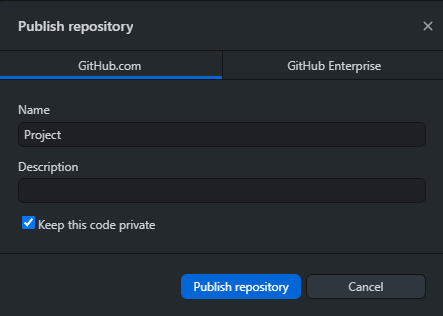 Publish repository
GitHub.com
GitHub Enterprise
Name
Project
Description
Keep this code private
Publish repository
Cancel